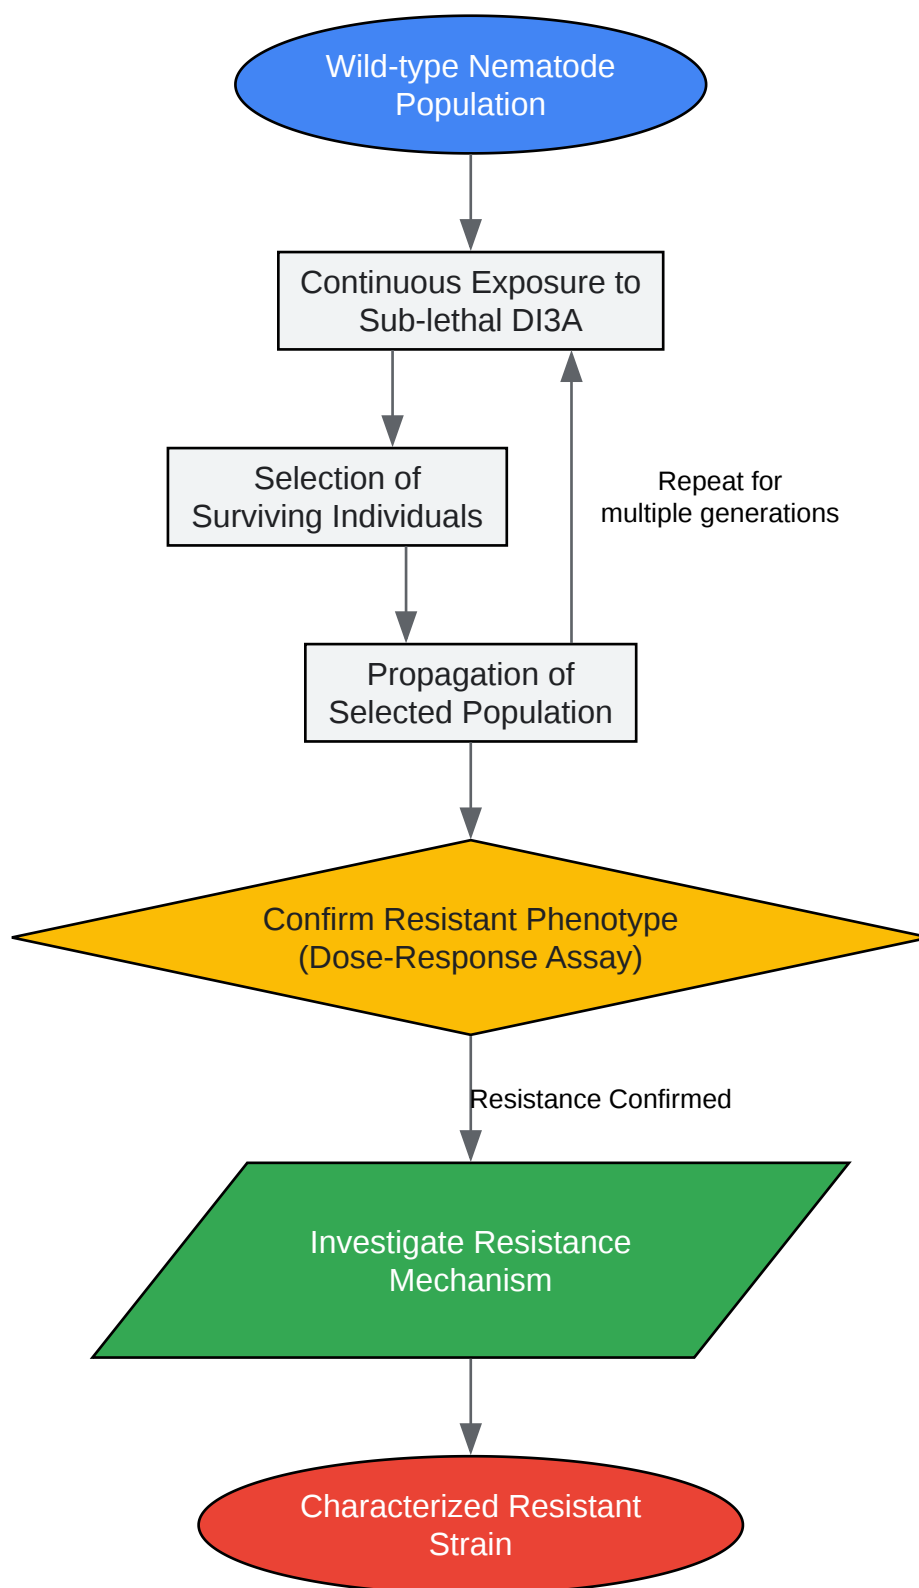 Wild-type Nematode
Population
Continuous Exposure to
Sub-lethal DI3A
Selection of
Surviving Individuals
Repeat for
multiple generations
Propagation of
Selected Population
Confirm Resistant Phenotype
(Dose-Response Assay)
Resistance Confirmed
Investigate Resistance
Mechanism
Characterized Resistant
Strain